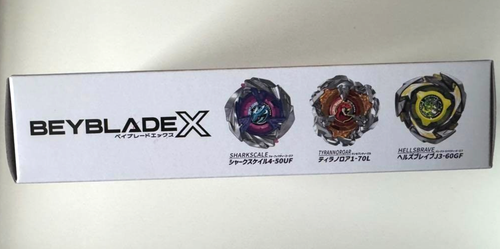 BEYBLADE X
ベイブレードエックス
SHARKSCALE
シャークスケイル4-50UF
TYRANNOROAR
ティラノロア1-70L
HELLSBRAVE
ヘルズブレイブJ3-60GF